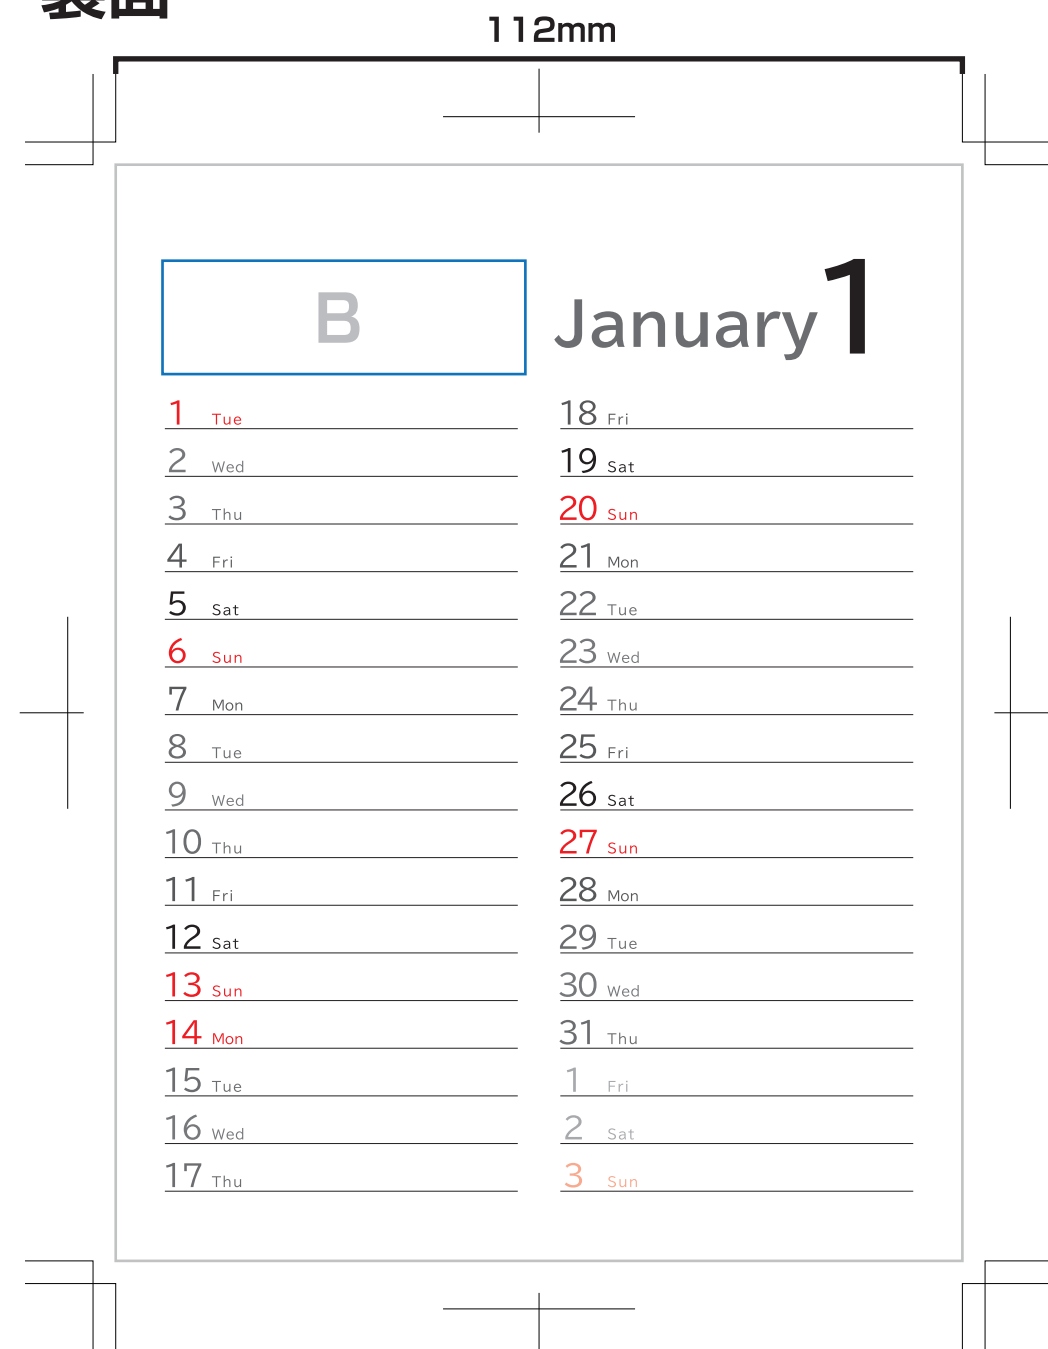 裏面
112mm
B
January 1
1 Tue
2 Wed
3 Thu
4 Fri
5 Sat
6 Sun
7 Mon
8 Tue
9 Wed
10 Thu
11 Fri
12 Sat
13 Sun
14 Mon
15 Tue
16 Wed
17 Thu
18 Fri
19 Sat
20 Sun
21 Mon
22 Tue
23 Wed
24 Thu
25 Fri
26 Sat
27 Sun
28 Mon
29 Tue
30 Wed
31 Thu
1 Fri
2 Sat
3 Sun